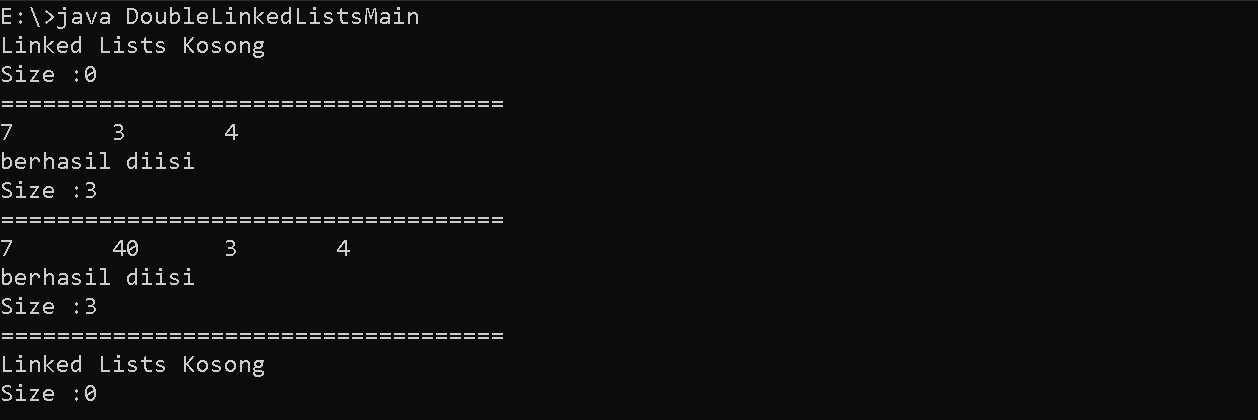 E:\>java DoubleLinkedListsMain
Linked Lists Kosong
Size :0
====================================
7       3       4
berhasil diisi
Size :3
====================================
7       40      3       4
berhasil diisi
Size :3
====================================
Linked Lists Kosong
Size :0